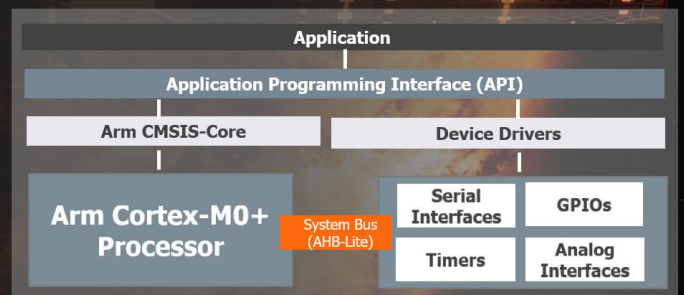 Application
Application Programming Interface (API)
Arm CMSIS-Core
Device Drivers
Arm Cortex-M0+
Processor
System Bus
(AHB-Lite)
Serial
Interfaces
GPIOs
Timers
Analog
Interfaces